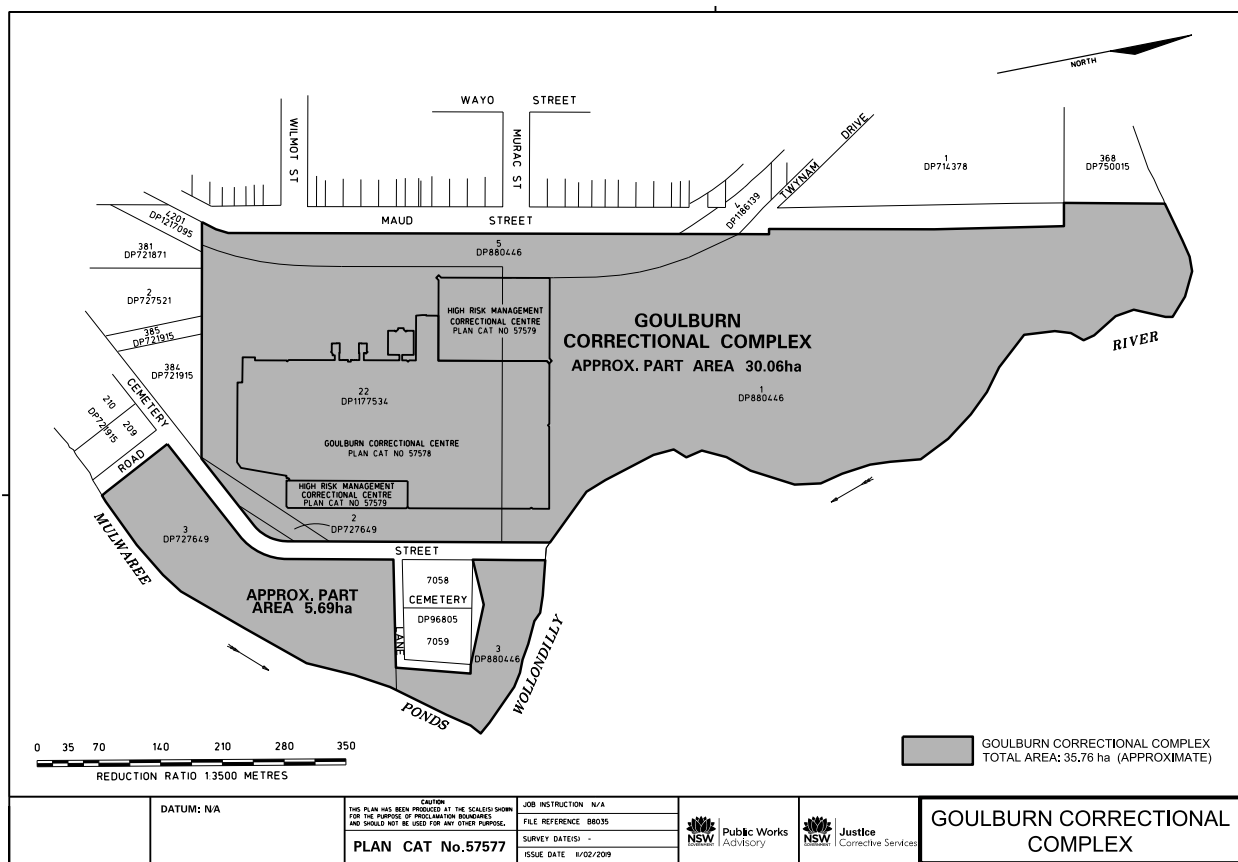 NORTH
WAYO STREET
WILMOT ST
MURAC ST
TWYNAM DRIVE
1
DP714378
368
DP750015
MAUD STREET
4
DP1186139
4201
DP1217095
381
DP721871
2
DP727521
385
DP721915
384
DP721915
5
DP880446
HIGH RISK MANAGEMENT
CORRECTIONAL CENTRE
PLAN CAT NO 57579
GOULBURN
CORRECTIONAL COMPLEX
APPROX. PART AREA 30.06ha
1
DP880446
RIVER
22
DP1177534
GOULBURN CORRECTIONAL CENTRE
PLAN CAT NO 57578
HIGH RISK MANAGEMENT
CORRECTIONAL CENTRE
PLAN CAT NO 57579
CEMETERY
210
209
DP721915
ROAD
2
DP727649
STREET
3
DP727649
MULWAREE
APPROX. PART
AREA 5.69ha
7058
CEMETERY
DP96805
7059
LANE
3
DP880446
WOLLONDILLY
PONDS
0 35 70 140 210 280 350
REDUCTION RATIO 1:3500 METRES
GOULBURN CORRECTIONAL COMPLEX
TOTAL AREA: 35.76 ha (APPROXIMATE)
DATUM: N/A
CAUTION
THIS PLAN HAS BEEN PRODUCED AT THE SCALE(S) SHOWN
FOR THE PURPOSE OF PROCLAMATION BOUNDARIES
AND SHOULD NOT BE USED FOR ANY OTHER PURPOSE.
PLAN CAT No.57577
JOB INSTRUCTION N/A
FILE REFERENCE B8035
SURVEY DATE(S) -
ISSUE DATE 11/02/2019
NSW
GOVERNMENT
Public Works
Advisory
NSW
GOVERNMENT
Justice
Corrective Services
GOULBURN CORRECTIONAL
COMPLEX